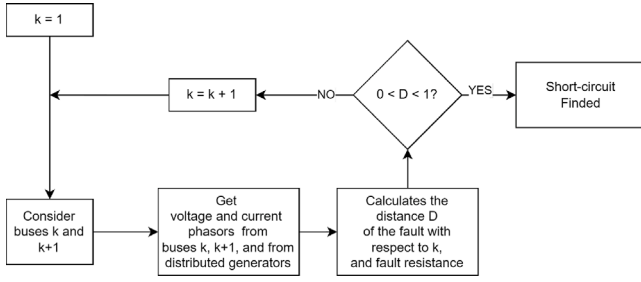 k = 1
k = k + 1
NO
0 < D < 1?
YES
Short-circuit
Finded
Consider
buses k and
k+1
Get
voltage and current
phasors from
buses k, k+1, and from
distributed generators
Calculates the
distance D
of the fault with
respect to k,
and fault resistance